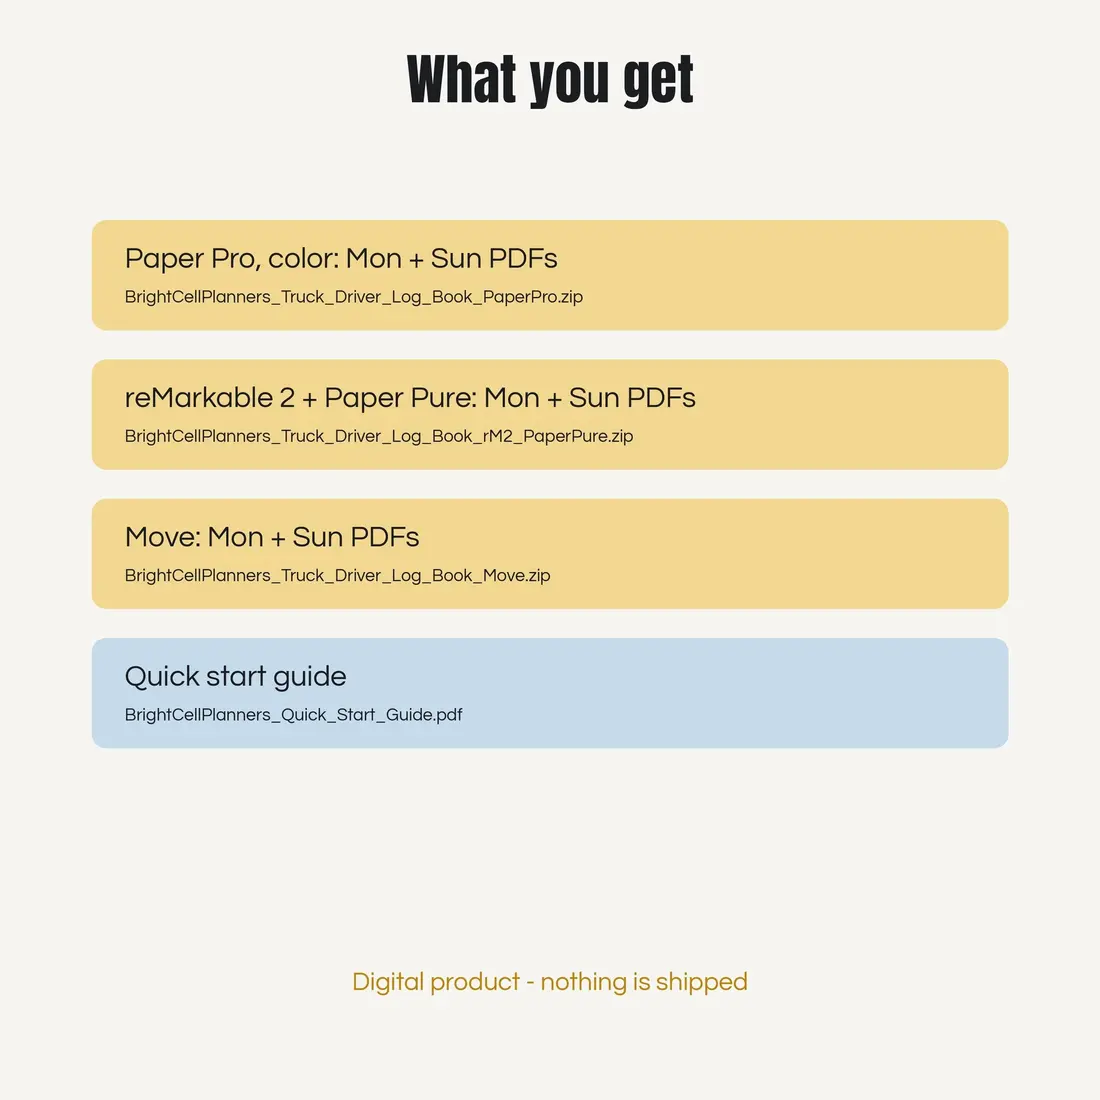 What you get
Paper Pro, color: Mon + Sun PDFs
BrightCellPlanners_Truck_Driver_Log_Book_PaperPro.zip
reMarkable 2 + Paper Pure: Mon + Sun PDFs
BrightCellPlanners_Truck_Driver_Log_Book_rM2_PaperPure.zip
Move: Mon + Sun PDFs
BrightCellPlanners_Truck_Driver_Log_Book_Move.zip
Quick start guide
BrightCellPlanners_Quick_Start_Guide.pdf
Digital product - nothing is shipped